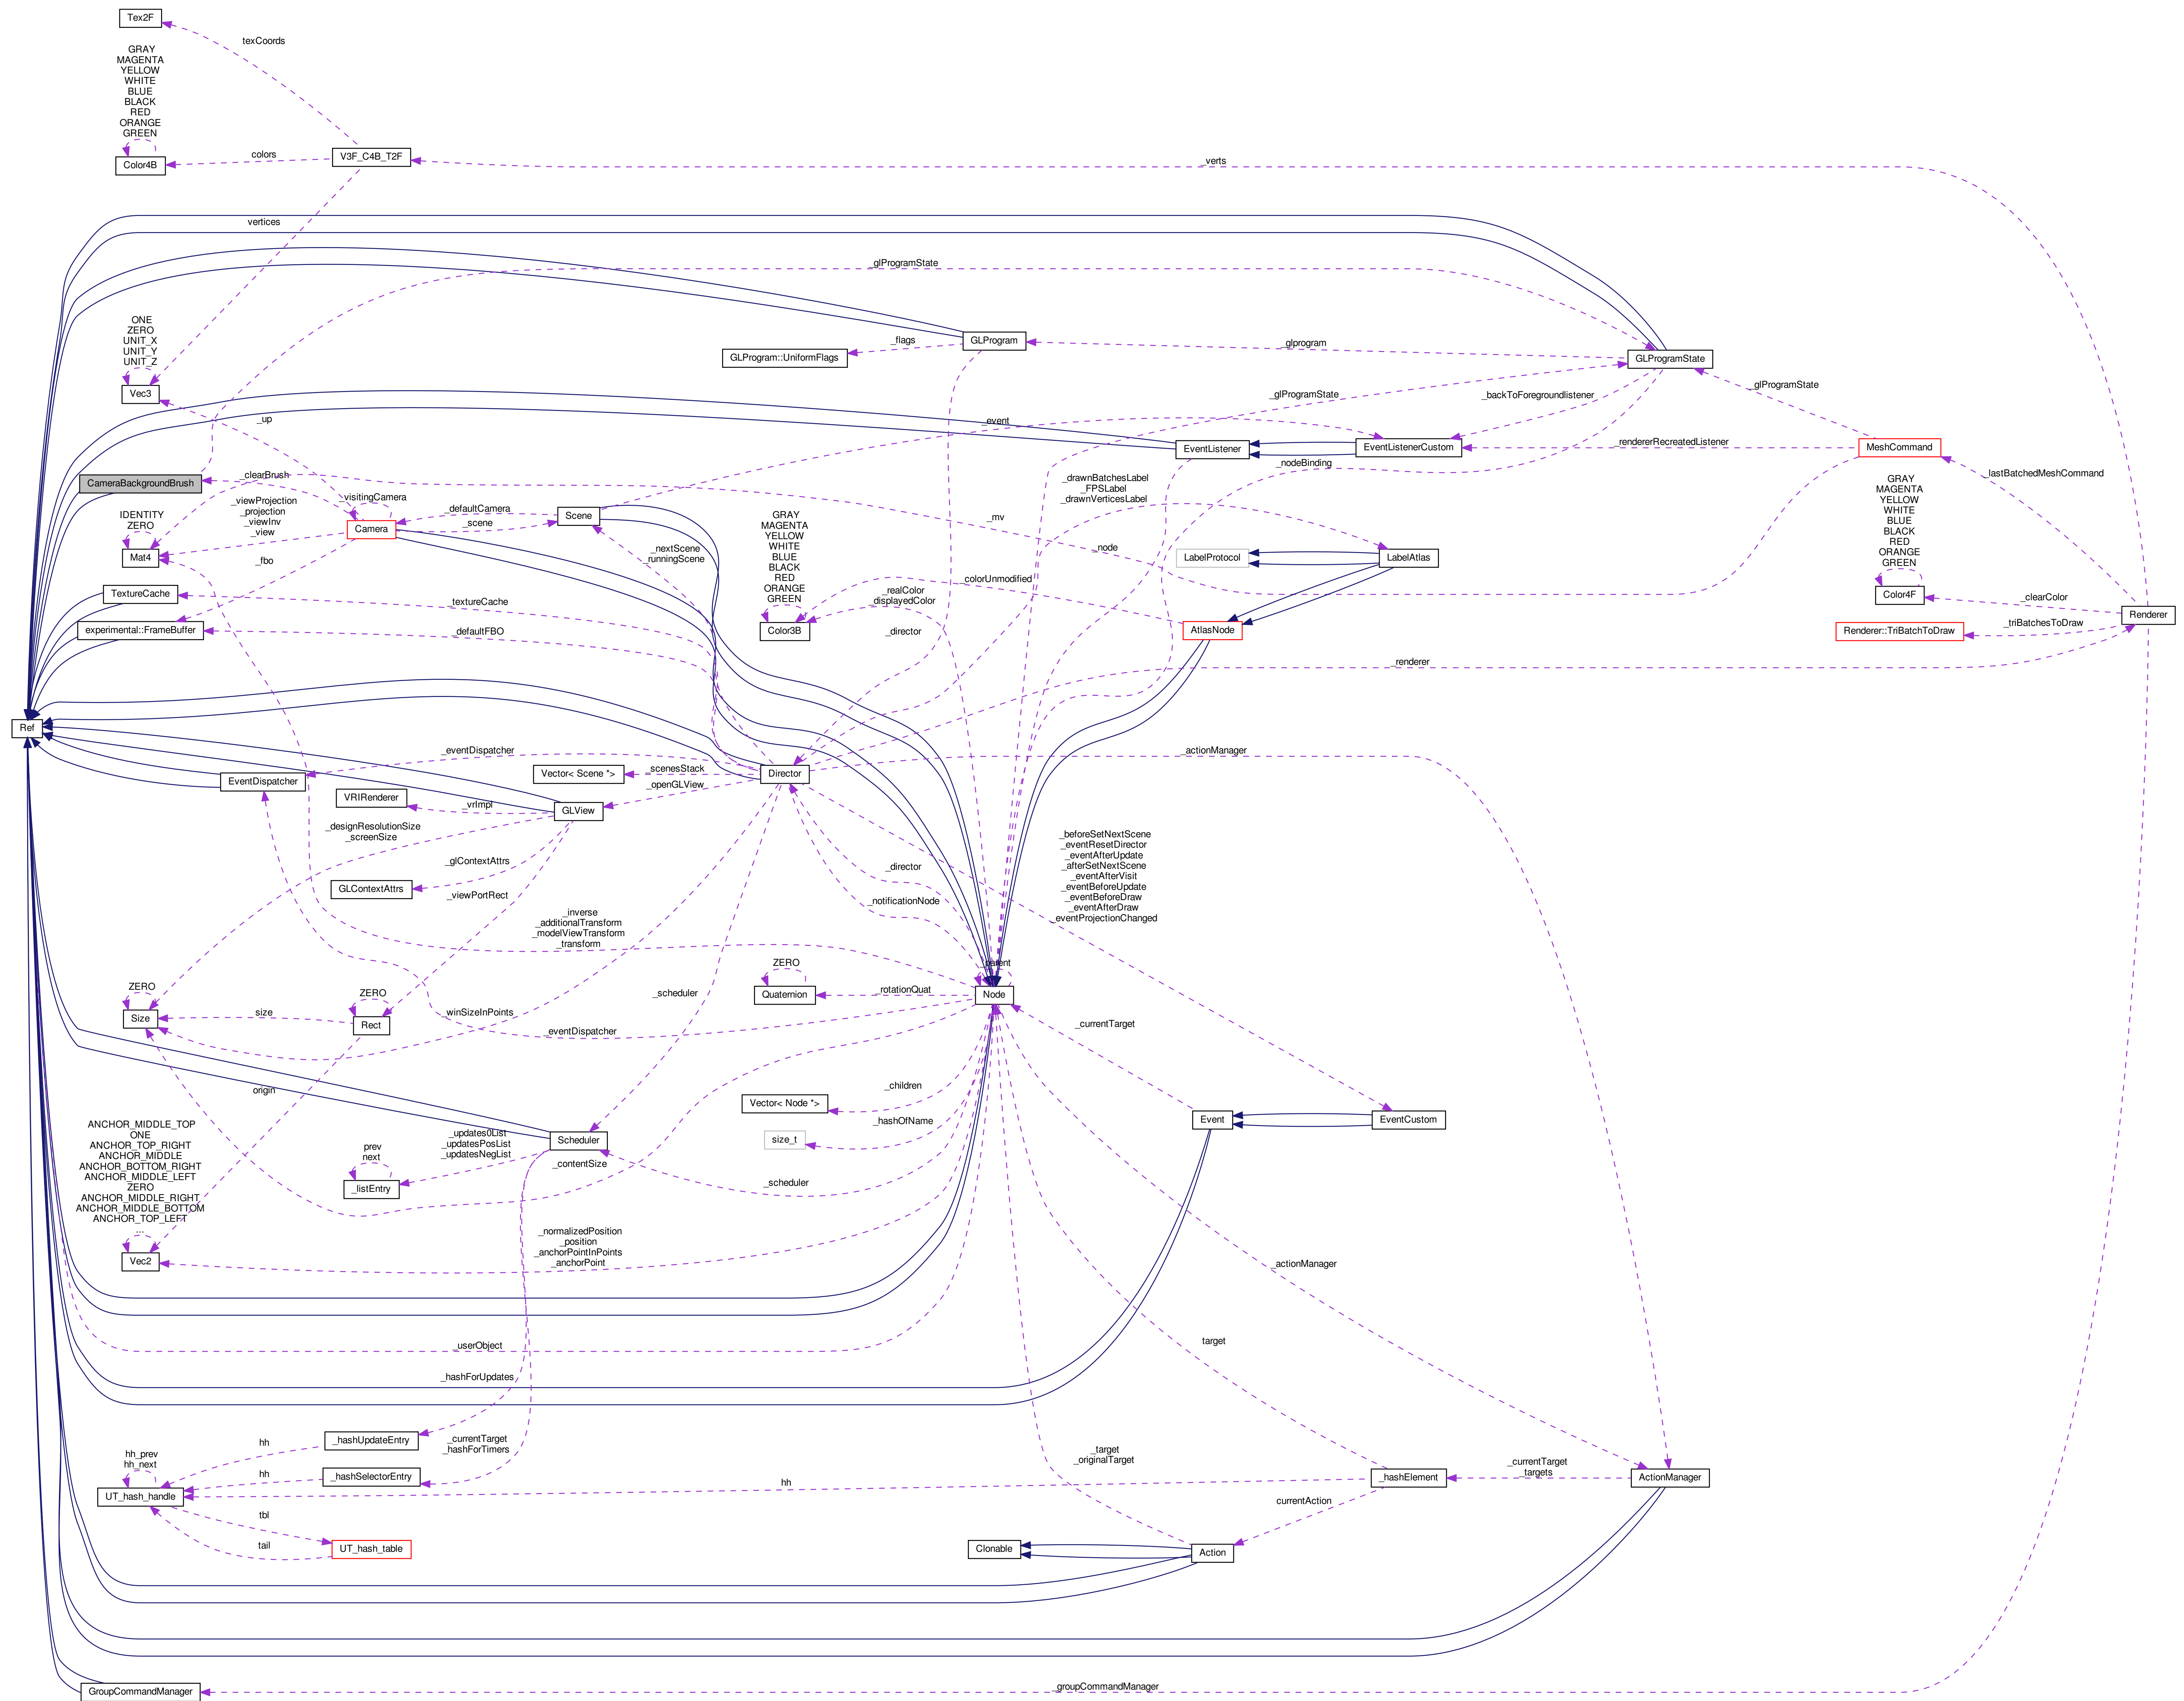 Tex2F
texCoords
GRAY
MAGENTA
YELLOW
WHITE
BLUE
BLACK
RED
ORANGE
GREEN
Color4B
colors
V3F_C4B_T2F
_verts
vertices
_glProgramState
ONE
ZERO
UNIT_X
UNIT_Y
UNIT_Z
Vec3
GLProgram::UniformFlags
_flags
GLProgram
_glprogram
GLProgramState
_glProgramState
_backToForegroundlistener
_glProgramState
_up
_event
EventListener
EventListenerCustom
_rendererRecreatedListener
MeshCommand
_nodeBinding
_lastBatchedMeshCommand
CameraBackgroundBrush
_clearBrush
_viewProjection
_projection
_viewInv
_view
_visitingCamera
Camera
_defaultCamera
_scene
Scene
_drawnBatchesLabel
_FPSLabel
_drawnVerticesLabel
_mv
_node
IDENTITY
ZERO
Mat4
_fbo
_nextScene
_runningScene
GRAY
MAGENTA
YELLOW
WHITE
BLUE
BLACK
RED
ORANGE
GREEN
Color3B
LabelProtocol
LabelAtlas
_colorUnmodified
_realColor
_displayedColor
_director
AtlasNode
GRAY
MAGENTA
YELLOW
WHITE
BLUE
BLACK
RED
ORANGE
GREEN
Color4F
_clearColor
Renderer
Renderer::TriBatchToDraw
_triBatchesToDraw
TextureCache
_textureCache
experimental::FrameBuffer
_defaultFBO
_renderer
Ref
EventDispatcher
_eventDispatcher
Vector< Scene *>
_scenesStack
Director
_openGLView
_actionManager
VRIRenderer
_vrImpl
GLView
_designResolutionSize
_screenSize
_glContextAttrs
GLContextAttrs
_viewPortRect
_director
_notificationNode
_beforeSetNextScene
_eventResetDirector
_eventAfterUpdate
_afterSetNextScene
_eventAfterVisit
_eventBeforeUpdate
_eventBeforeDraw
_eventAfterDraw
_eventProjectionChanged
_inverse
_additionalTransform
_modelViewTransform
_transform
ZERO
Size
size
ZERO
Rect
_winSizeInPoints
_eventDispatcher
_scheduler
ZERO
Quaternion
_rotationQuat
_parent
Node
_currentTarget
origin
Vector< Node *>
_children
_hashOfName
size_t
Event
EventCustom
ANCHOR_MIDDLE_TOP
ONE
ANCHOR_TOP_RIGHT
ANCHOR_MIDDLE
ANCHOR_BOTTOM_RIGHT
ANCHOR_MIDDLE_LEFT
ZERO
ANCHOR_MIDDLE_RIGHT
ANCHOR_MIDDLE_BOTTOM
ANCHOR_TOP_LEFT
...
Vec2
prev
next
_listEntry
_updates0List
_updatesPosList
_updatesNegList
Scheduler
_contentSize
_scheduler
_normalizedPosition
_position
_anchorPointInPoints
_anchorPoint
_actionManager
_userObject
target
_hashForUpdates
_hashUpdateEntry
hh
_currentTarget
_hashForTimers
hh_prev
hh_next
UT_hash_handle
hh
_hashSelectorEntry
hh
_target
_originalTarget
_hashElement
_currentTarget
_targets
ActionManager
currentAction
tbl
tail
UT_hash_table
Clonable
Action
GroupCommandManager
_groupCommandManager